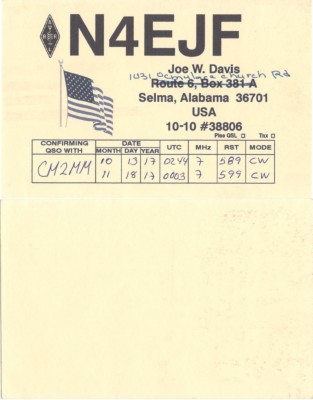 N4EJF
Joe W. Davis
1031 Ocmulgee church Rd
Route 6, Box 381 A
Selma, Alabama 36701
USA
10-10 #38806
Plse QSL □ Tnx □
CONFIRMING QSO WITH DATE MONTH DAY YEAR UTC MHz RST MODE
CM2MM 10 13 17 0244 7 589 CW
11 18 17 0003 7 599 CW